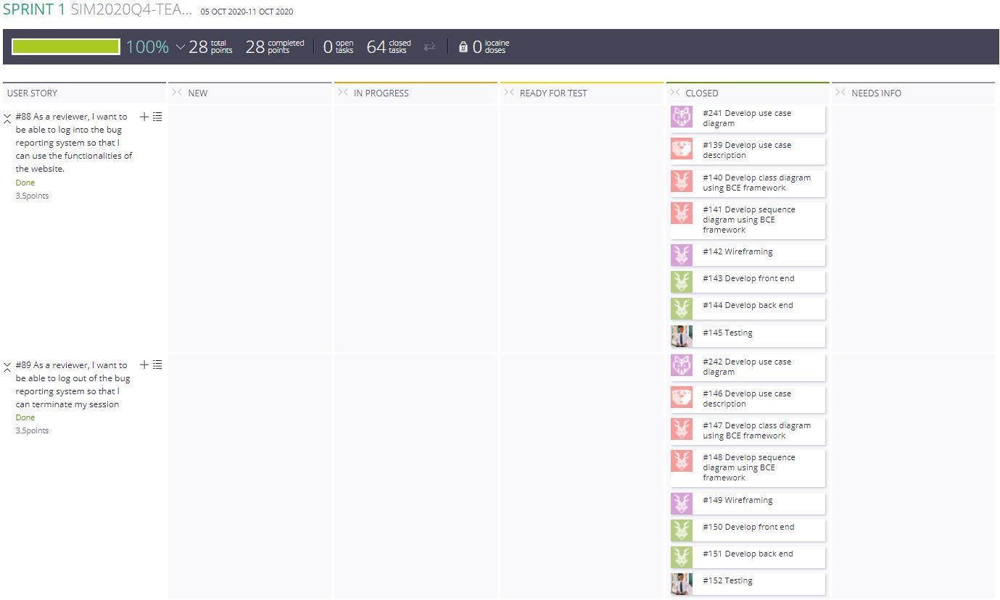 SPRINT 1 SIM2020Q4-TEA... 05 OCT 2020-11 OCT 2020
100% 28 total points 28 completed points 0 open tasks 64 closed tasks 0 iocaine doses
USER STORY NEW IN PROGRESS READY FOR TEST CLOSED NEEDS INFO
#88 As a reviewer, I want to
be able to log into the bug
reporting system so that I
can use the functionalities of
the website.
Done
3.5points
#241 Develop use case
diagram
#139 Develop use case
description
#140 Develop class diagram
using BCE framework
#141 Develop sequence
diagram using BCE
framework
#142 Wireframing
#143 Develop front end
#144 Develop back end
#145 Testing
#89 As a reviewer, I want to
be able to log out of the bug
reporting system so that I
can terminate my session
Done
3.5points
#242 Develop use case
diagram
#146 Develop use case
description
#147 Develop class diagram
using BCE framework
#148 Develop sequence
diagram using BCE
framework
#149 Wireframing
#150 Develop front end
#151 Develop back end
#152 Testing